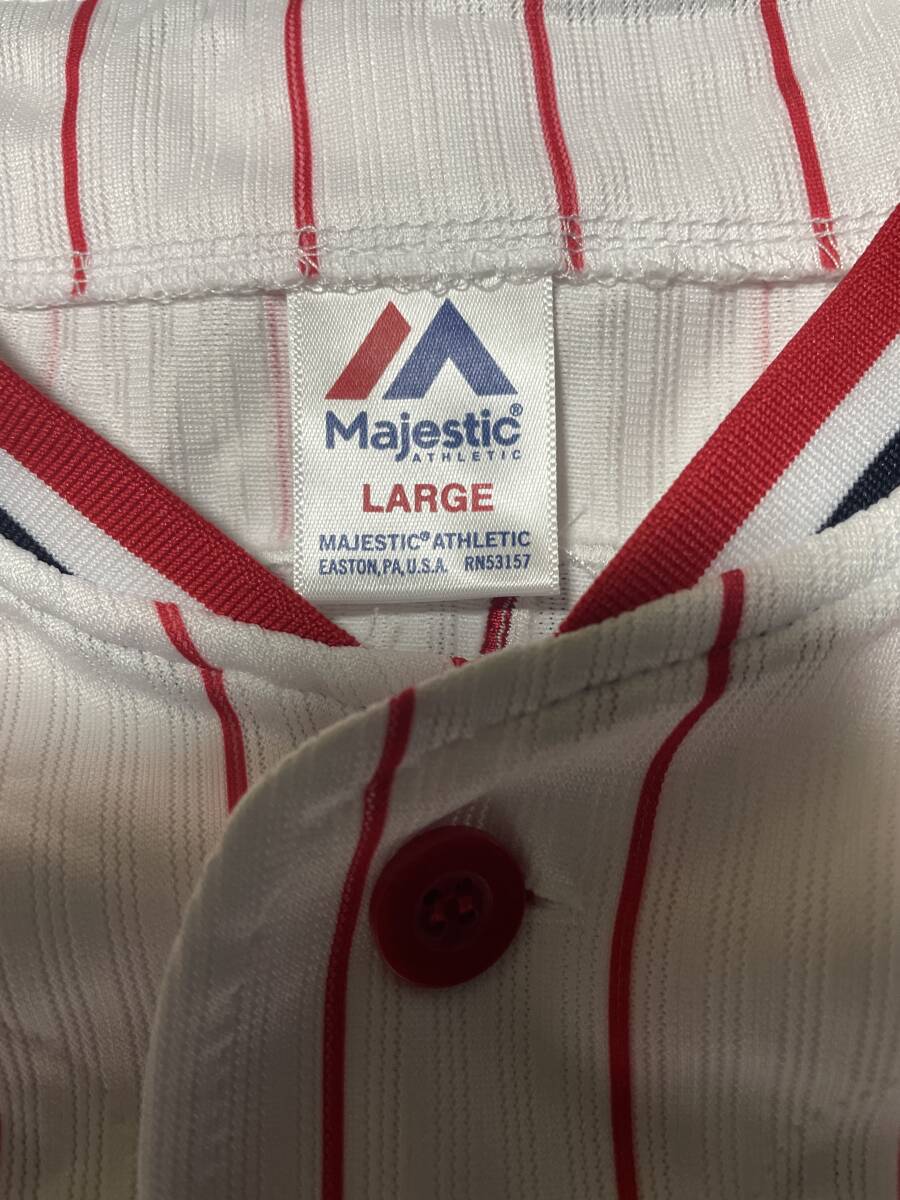 Majestic®
ATHLETIC
LARGE
MAJESTIC® ATHLETIC
EASTON, PA, U.S.A. RN53157